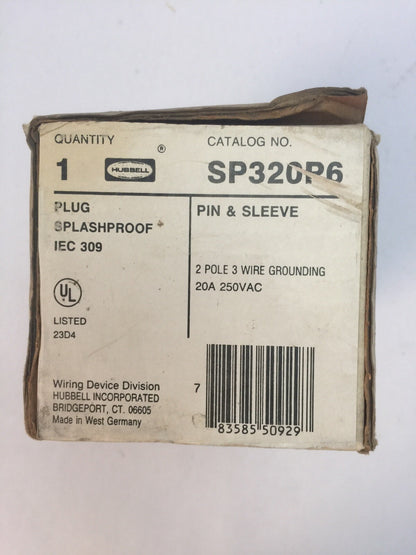 QUANTITY
1
HUBBELL ®
CATALOG NO.
SP320P6
PLUG
SPLASHPROOF
IEC 309
PIN & SLEEVE
2 POLE 3 WIRE GROUNDING
20A 250VAC
UL
LISTED
23D4
Wiring Device Division
HUBBELL INCORPORATED
BRIDGEPORT, CT. 06605
Made in West Germany
7 83585 50929